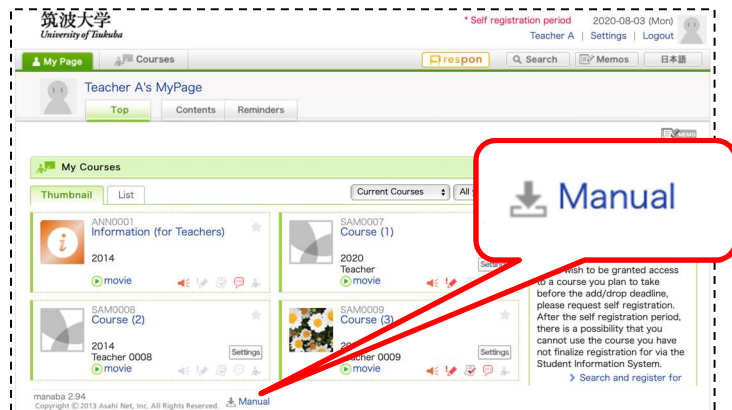 筑波大学
University of Tsukuba
* Self registration period 2020-08-03 (Mon)
Teacher A | Settings | Logout
My Page
Courses
respon
Search
Memos
日本語
Teacher A's MyPage
Top
Contents
Reminders
MEMO
My Courses
Thumbnail
List
Current Courses
All
Manual
ANN0001
Information (for Teachers)
2014
movie
SAM0007
Course (1)
2020
Teacher
movie
SAM0008
Course (2)
2014
Teacher 0008
Settings
movie
SAM0009
Course (3)
0009
Settings
movie
wish to be granted access
to a course you plan to take
before the add/drop deadline,
please request self registration.
After the self registration period,
there is a possibility that you
cannot use the course you have
not finalize registration for via the
Student Information System.
Search and register for
manaba 2.94
Copyright © 2013 Asahi Net, Inc. All Rights Reserved.
Manual